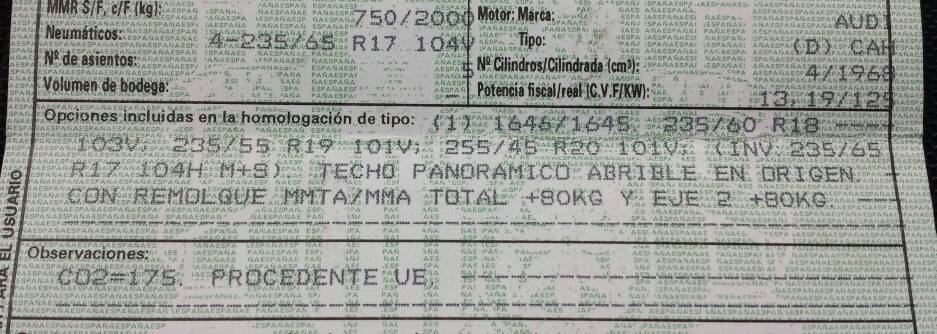 MMR S/F, c/F (kg): 750/2000
Neumáticos: 4-235/65 R17 104V
Nº de asientos: 5
Volumen de bodega: ---
Motor: Marca: AUDI
Tipo: (D) CAH
Nº Cilindros/Cilindrada (cm³): 4/1968
Potencia fiscal/real (C.V.F/KW): 13,19/125
Opciones incluidas en la homologación de tipo: (1) 1646/1645. 235/60 R18
103V; 235/55 R19 101V; 255/45 R20 101V; (INV 235/65
R17 104H M+S). TECHO PANORAMICO ABRIBLE EN ORIGEN.
CON REMOLQUE MMTA/MMA TOTAL +80KG Y EJE 2 +80KG.
ARA EL USUARIO
Observaciones:
CO2=175. PROCEDENTE UE.